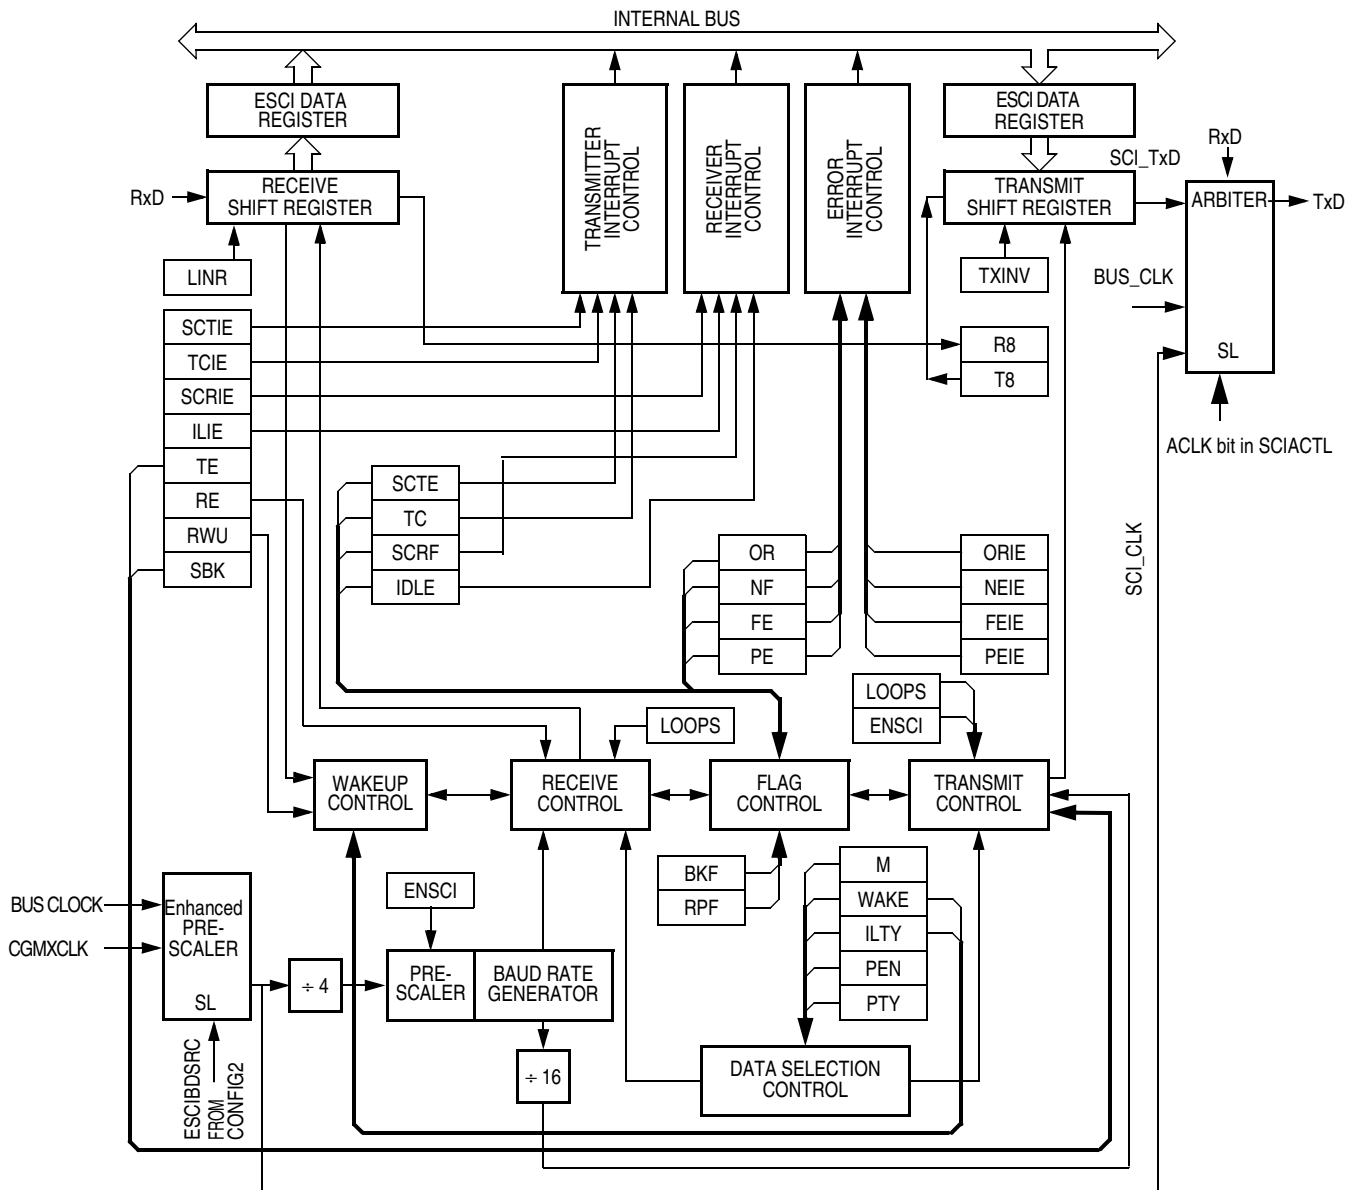 INTERNAL BUS
ESCI DATA
REGISTER
RxD
RECEIVE
SHIFT REGISTER
LINR
TRANSMITTER
INTERRUPT
CONTROL
RECEIVER
INTERRUPT
CONTROL
ERROR
INTERRUPT
CONTROL
ESCI DATA
REGISTER
SCI_TxD
TRANSMIT
SHIFT REGISTER
TXINV
RxD
ARBITER
TxD
BUS_CLK
SL
ACLK bit in SCIACTL
R8
T8
SCTIE
TCIE
SCRIE
ILIE
TE
RE
RWU
SBK
SCTE
TC
SCRF
IDLE
OR
NF
FE
PE
ORIE
NEIE
FEIE
PEIE
SCI_CLK
LOOPS
LOOPS
ENSCI
WAKEUP
CONTROL
RECEIVE
CONTROL
FLAG
CONTROL
TRANSMIT
CONTROL
BKF
RPF
M
WAKE
ILTY
PEN
PTY
BUS CLOCK
CGMXCLK
Enhanced
PRE-
SCALER
SL
ESCIBDSRC
FROM
CONFIG2
÷ 4
ENSCI
PRE-
SCALER
BAUD RATE
GENERATOR
÷ 16
DATA SELECTION
CONTROL